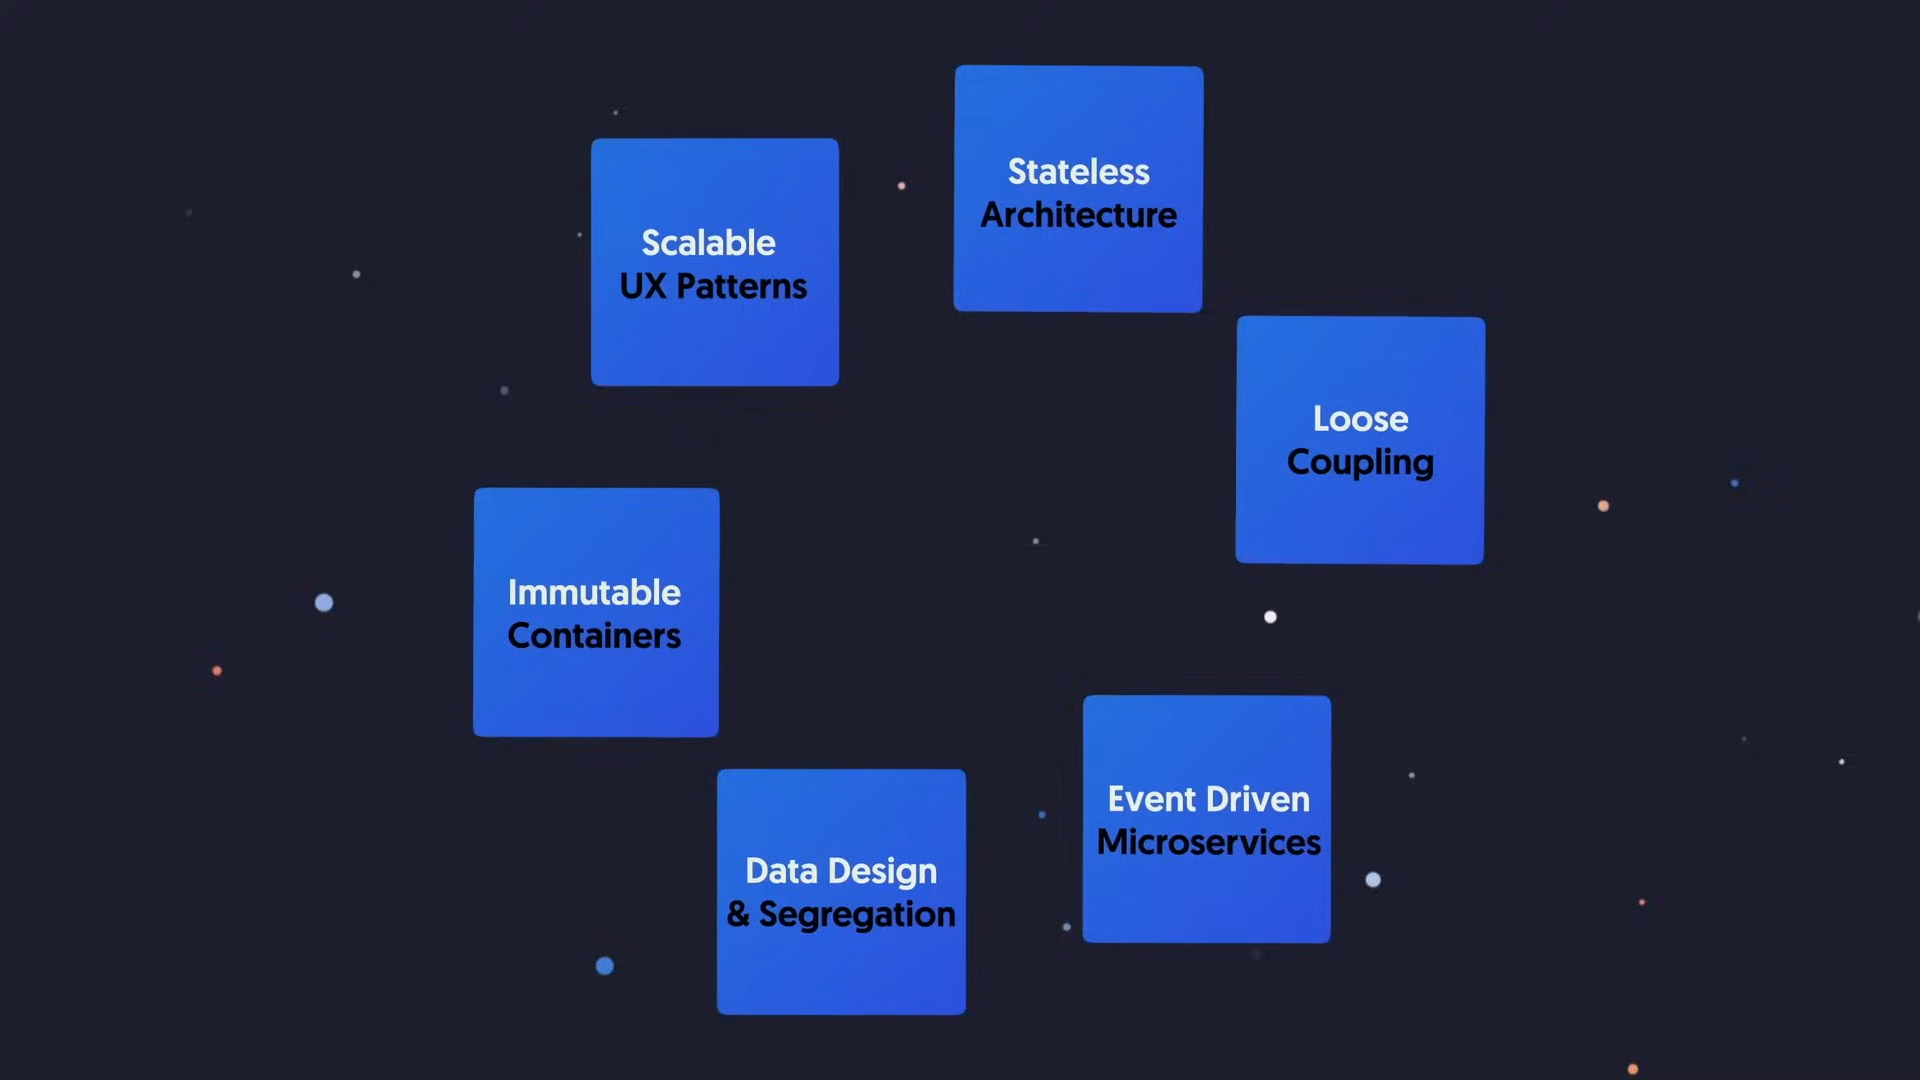 Scalable
UX Patterns
Stateless
Architecture
Loose
Coupling
Immutable
Containers
Event Driven
Microservices
Data Design
& Segregation